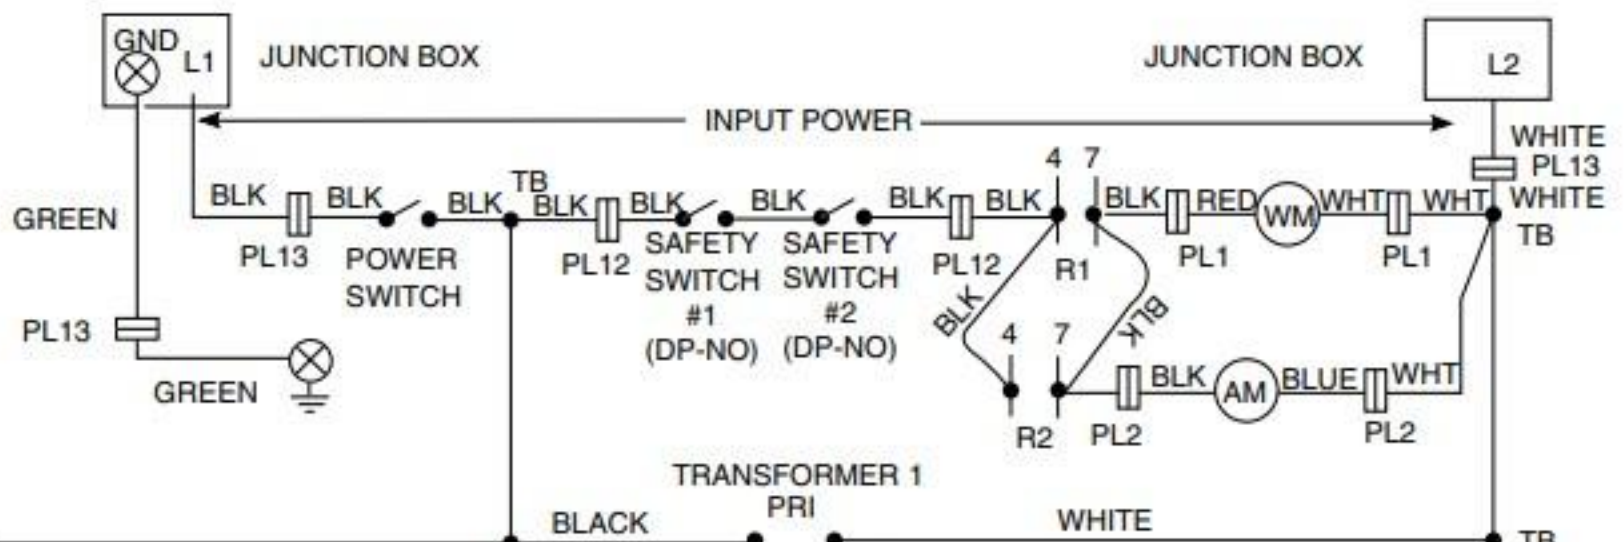 GND
L1
JUNCTION BOX
JUNCTION BOX
L2
INPUT POWER
WHITE
PL13
WHITE
TB
GREEN
BLK
PL13
BLK
POWER
SWITCH
BLK
TB
BLK
PL12
BLK
SAFETY
SWITCH
#1
(DP-NO)
BLK
SAFETY
SWITCH
#2
(DP-NO)
BLK
PL12
BLK
4 7
R1
BLK
PL1
RED
WM
WHT
PL1
WHT
BLK
BLK
4 7
R2
PL2
BLK
AM
BLUE
PL2
WHT
PL13
GREEN
TRANSFORMER 1
PRI
BLACK
WHITE
TB